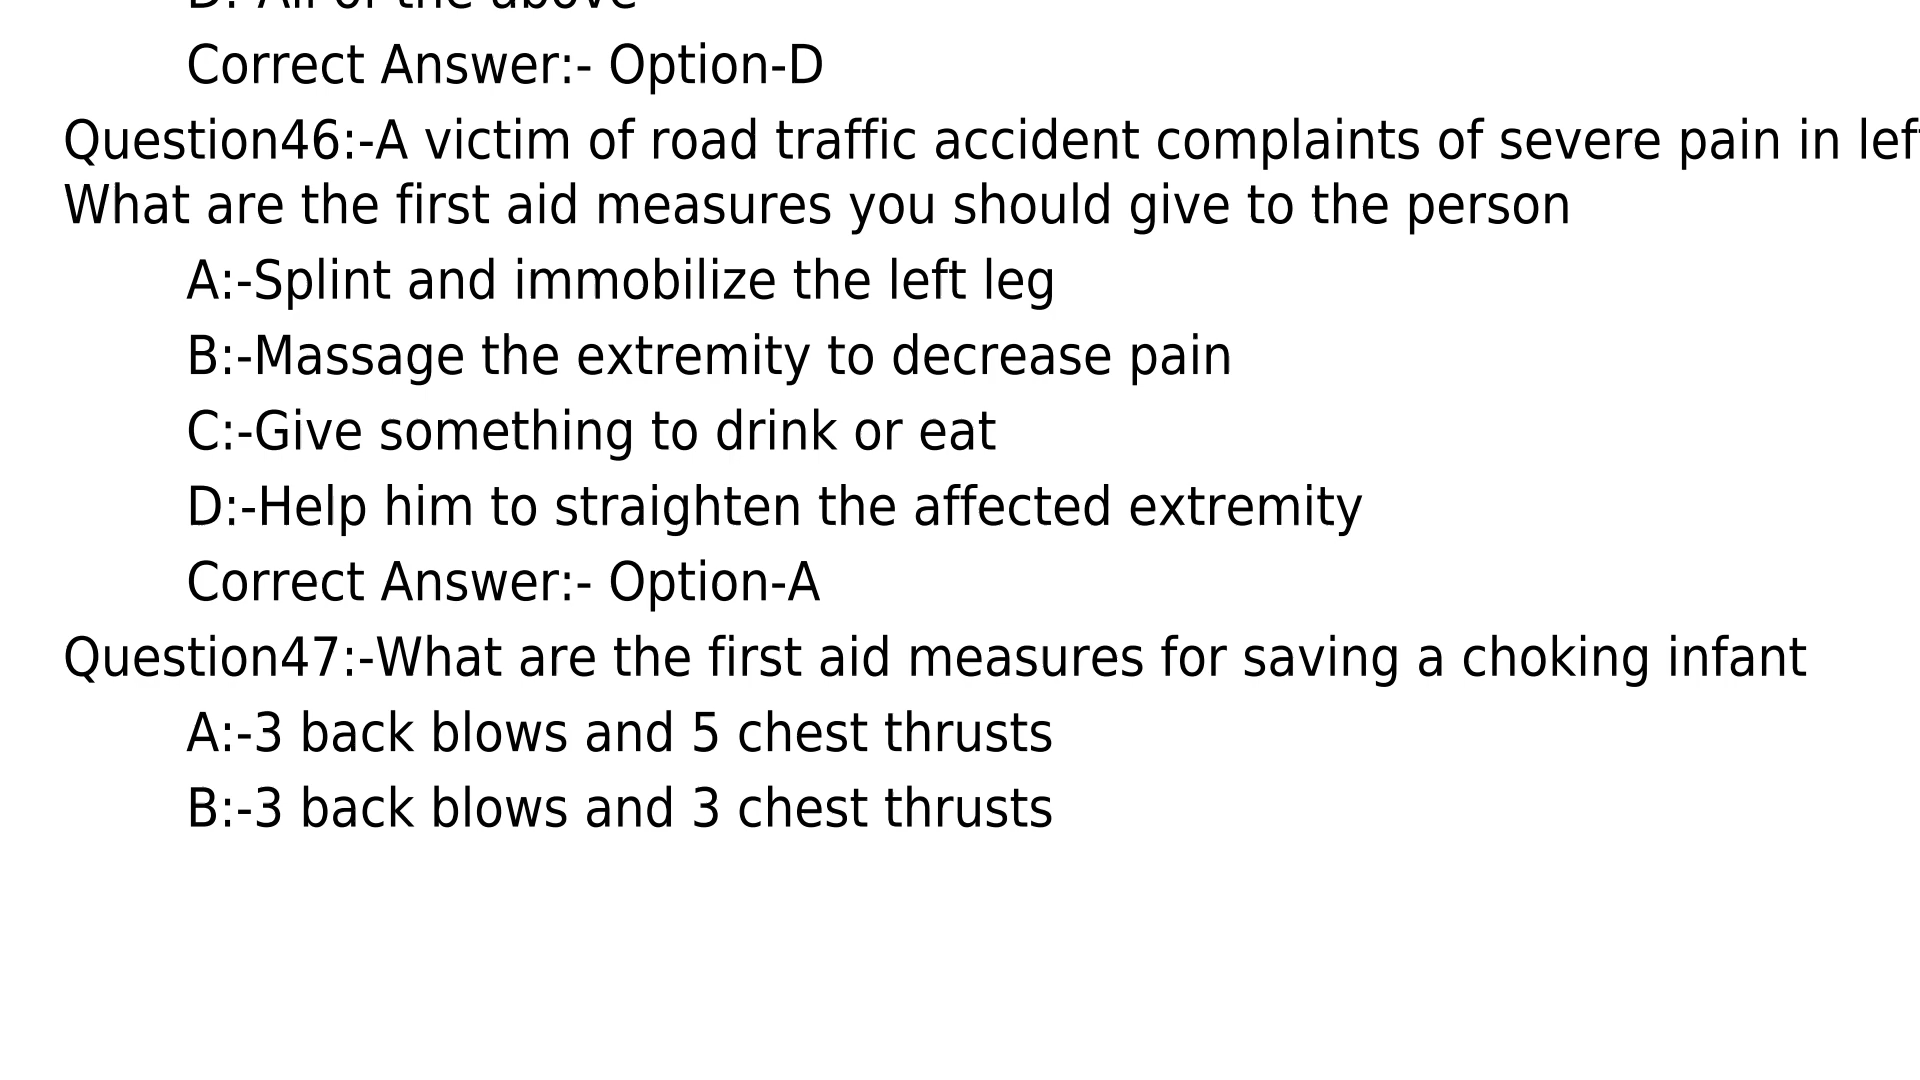 D:-All of the above
Correct Answer:- Option-D
Question46:-A victim of road traffic accident complaints of severe pain in lef
What are the first aid measures you should give to the person
A:-Splint and immobilize the left leg
B:-Massage the extremity to decrease pain
C:-Give something to drink or eat
D:-Help him to straighten the affected extremity
Correct Answer:- Option-A
Question47:-What are the first aid measures for saving a choking infant
A:-3 back blows and 5 chest thrusts
B:-3 back blows and 3 chest thrusts